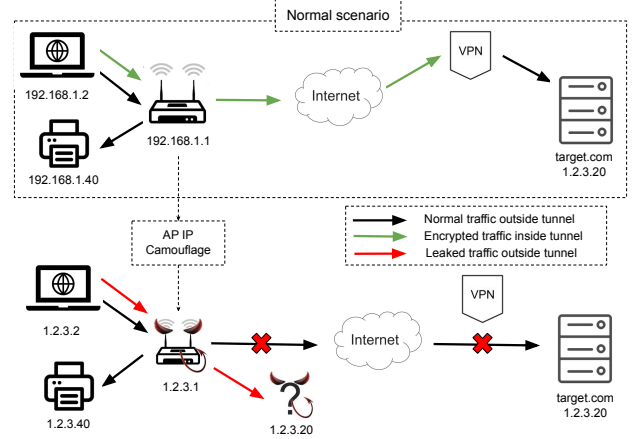 Normal scenario
VPN
Internet
192.168.1.2
192.168.1.1
192.168.1.40
target.com
1.2.3.20
AP IP
Camouflage
Normal traffic outside tunnel
Encrypted traffic inside tunnel
Leaked traffic outside tunnel
VPN
Internet
1.2.3.2
1.2.3.1
?
target.com
1.2.3.20
1.2.3.40
1.2.3.20